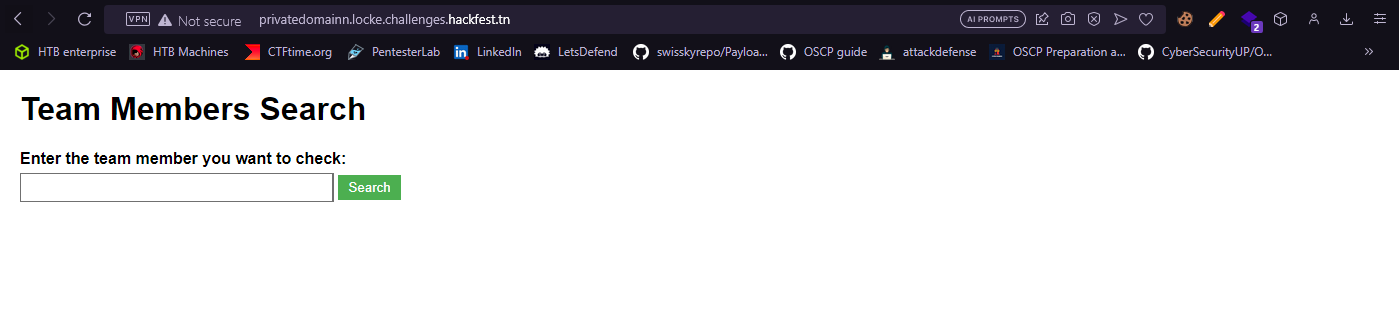 VPN Not secure privatedomainn.locke.challenges.hackfest.tn AI PROMPTS 2
HTB enterprise HTB Machines CTFtime.org PentesterLab LinkedIn LetsDefend swisskyrepo/Payloa... OSCP guide attackdefense OSCP Preparation a... CyberSecurityUP/O... »
Team Members Search
Enter the team member you want to check:
Search